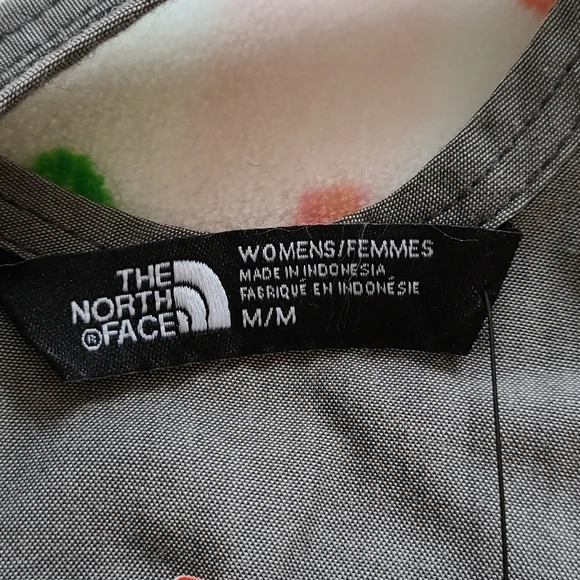 THE
NORTH
®FACE
WOMENS/FEMMES
MADE IN INDONESIA
FABRIQUÉ EN INDONÉSIE
M/M